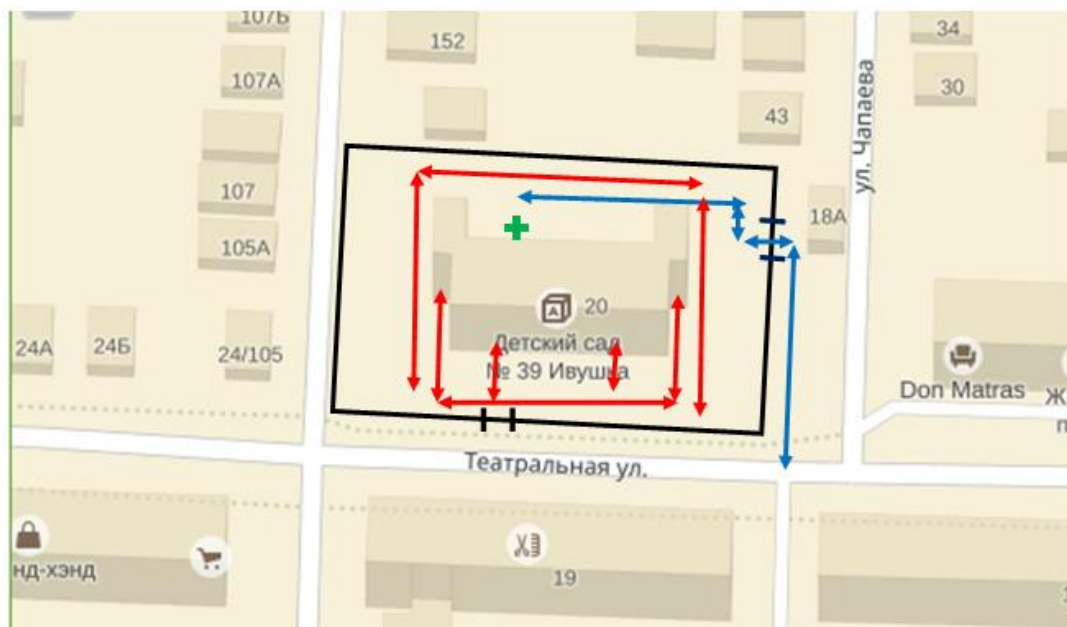 107Б
152
34
107А
30
43
ул. Чапаева
107
18А
105А
20
24А
24Б
24/105
Детский сад
№ 39 Ивушка
Don Matras
Ж
п
Театральная ул.
нд-хэнд
19